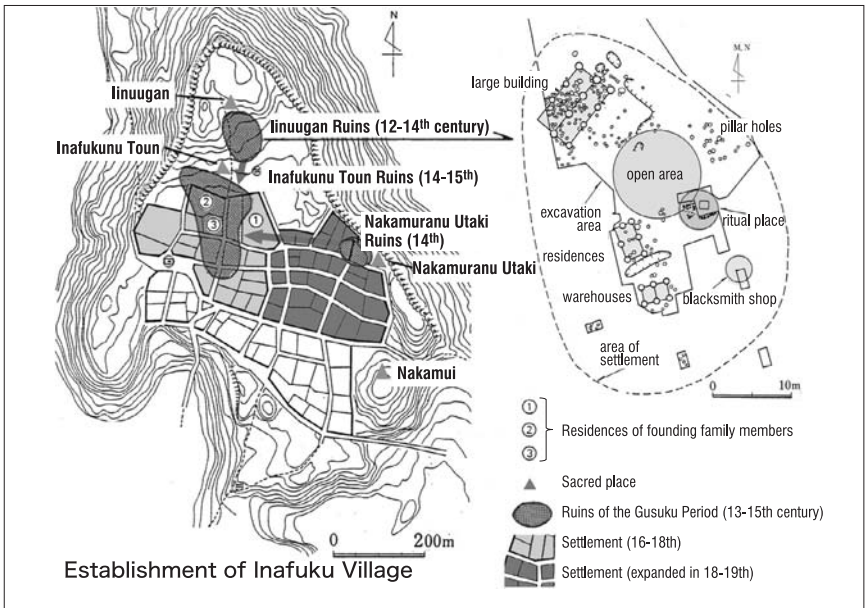 N
Iinuugan
Iinuugan Ruins (12-14th century)
Inafukunu Toun
Inafukunu Toun Ruins (14-15th)
②
①
③
Nakamuranu Utaki
Ruins (14th)
Nakamuranu Utaki
Nakamui
0 200m
Establishment of Inafuku Village
M, N
large building
pillar holes
open area
excavation
area
ritual place
residences
warehouses
blacksmith shop
area of
settlement
0 10m
①
②
③
Residences of founding family members
Sacred place
Ruins of the Gusuku Period (13-15th century)
Settlement (16-18th)
Settlement (expanded in 18-19th)